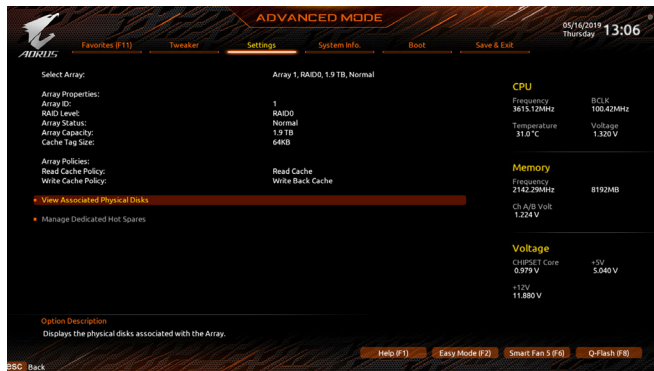 ADVANCED MODE
05/16/2019 13:06
Thursday
AORUS
Favorites (F11) Tweaker Settings System Info. Boot Save & Exit
Select Array: Array 1, RAID0, 1.9 TB, Normal
Array Properties:
Array ID: 1
RAID Level: RAID0
Array Status: Normal
Array Capacity: 1.9 TB
Cache Tag Size: 64KB
Array Policies:
Read Cache Policy: Read Cache
Write Cache Policy: Write Back Cache
View Associated Physical Disks
Manage Dedicated Hot Spares
CPU
Frequency BCLK
3615.12MHz 100.42MHz
Temperature Voltage
31.0 °C 1.320 V
Memory
Frequency
2142.29MHz 8192MB
Ch A/B Volt
1.224 V
Voltage
CHIPSET Core +5V
0.979 V 5.040 V
+12V
11.880 V
Option Description
Displays the physical disks associated with the Array.
Help (F1) Easy Mode (F2) Smart Fan 5 (F6) Q-Flash (F8)
esc Back